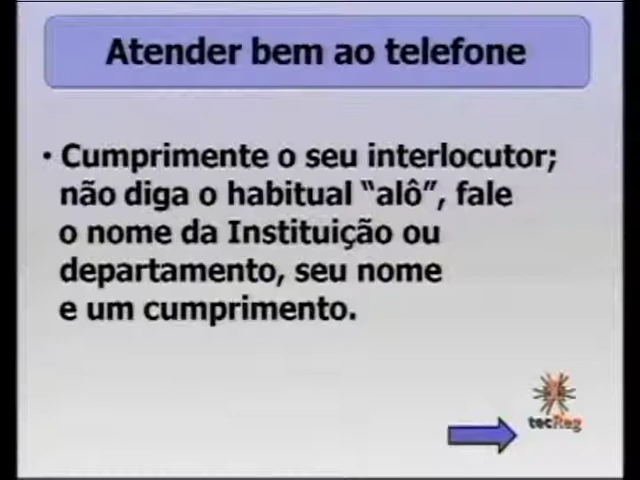 Atender bem ao telefone
• Cumprimente o seu interlocutor;
não diga o habitual “alô”, fale
o nome da Instituição ou
departamento, seu nome
e um cumprimento.
tecReg